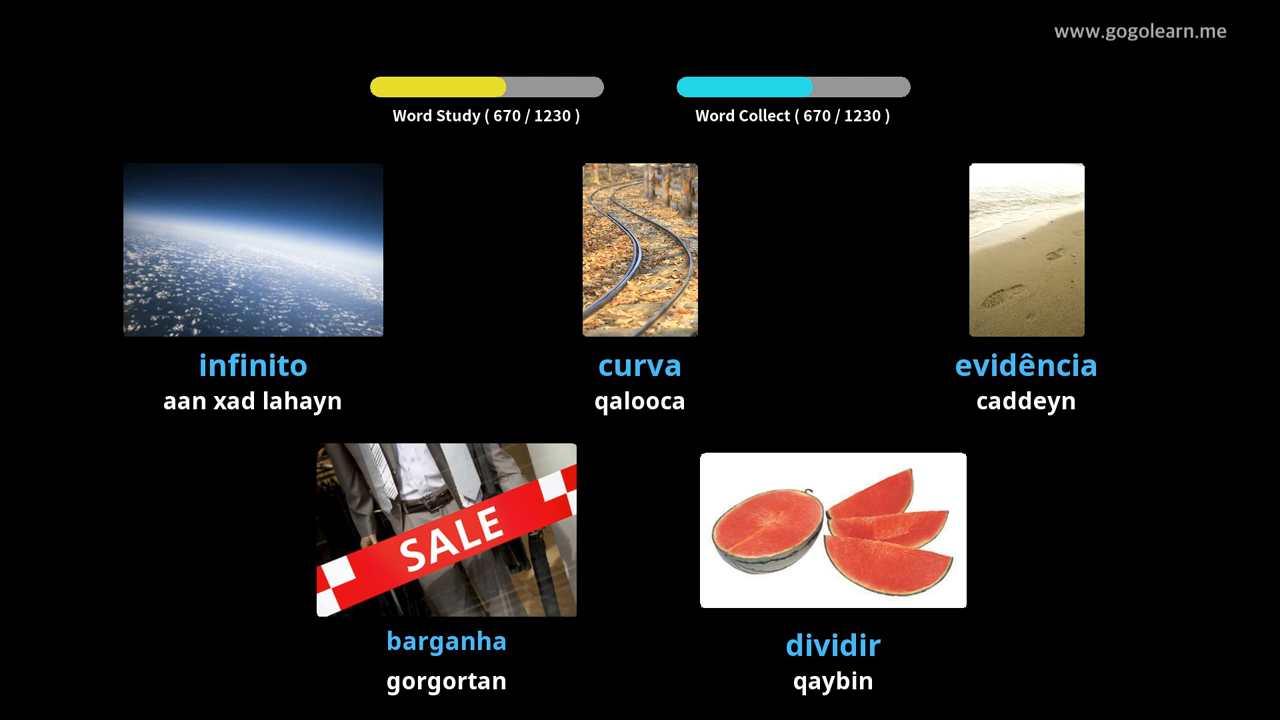 www.gogolearn.me
Word Study ( 670 / 1230 )
Word Collect ( 670 / 1230 )
infinito
aan xad lahayn
curva
qalooca
evidência
caddeyn
SALE
barganha
gorgortan
dividir
qaybin